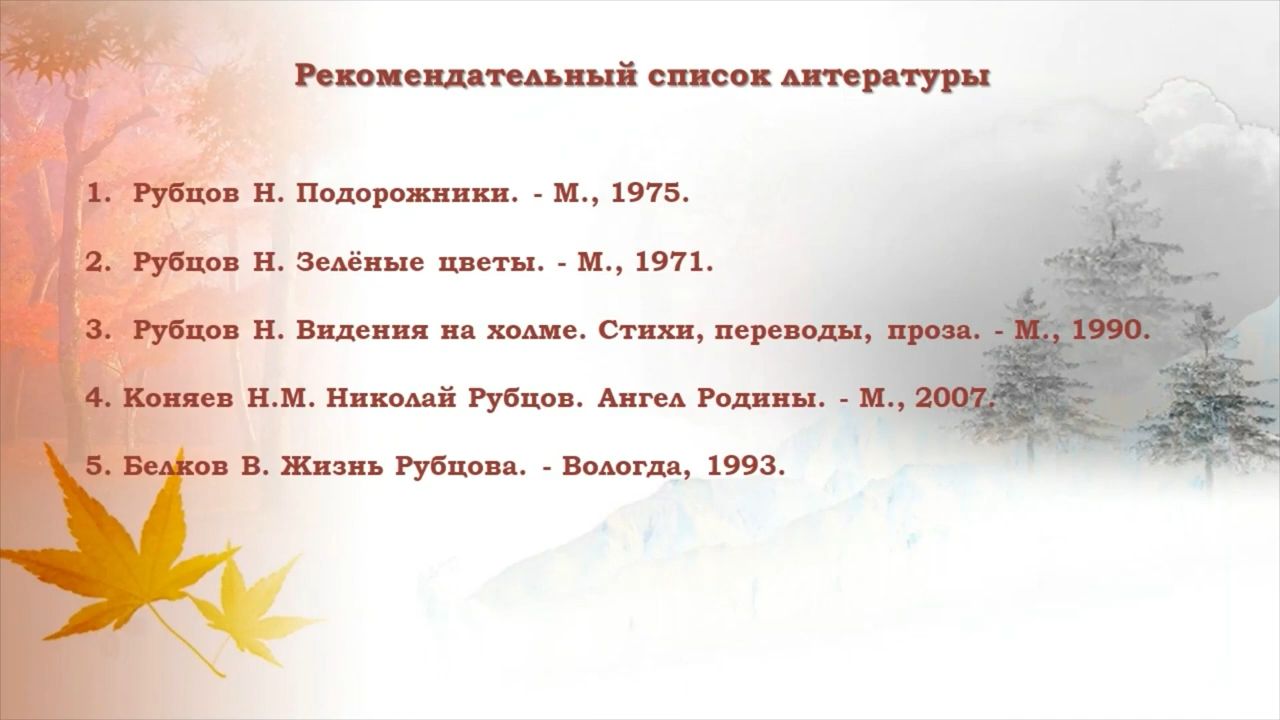 Рекомендательный список литературы
1. Рубцов Н. Подорожники. - М., 1975.
2. Рубцов Н. Зелёные цветы. - М., 1971.
3. Рубцов Н. Видения на холме. Стихи, переводы, проза. - М., 1990.
4. Коняев Н.М. Николай Рубцов. Ангел Родины. - М., 2007.
5. Белков В. Жизнь Рубцова. - Вологда, 1993.